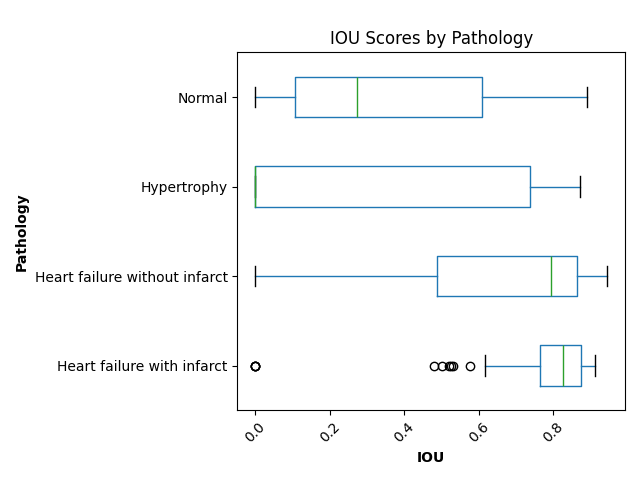 IOU Scores by Pathology
Normal
Hypertrophy
Heart failure without infarct
Heart failure with infarct
Pathology
0.0 0.2 0.4 0.6 0.8
IOU